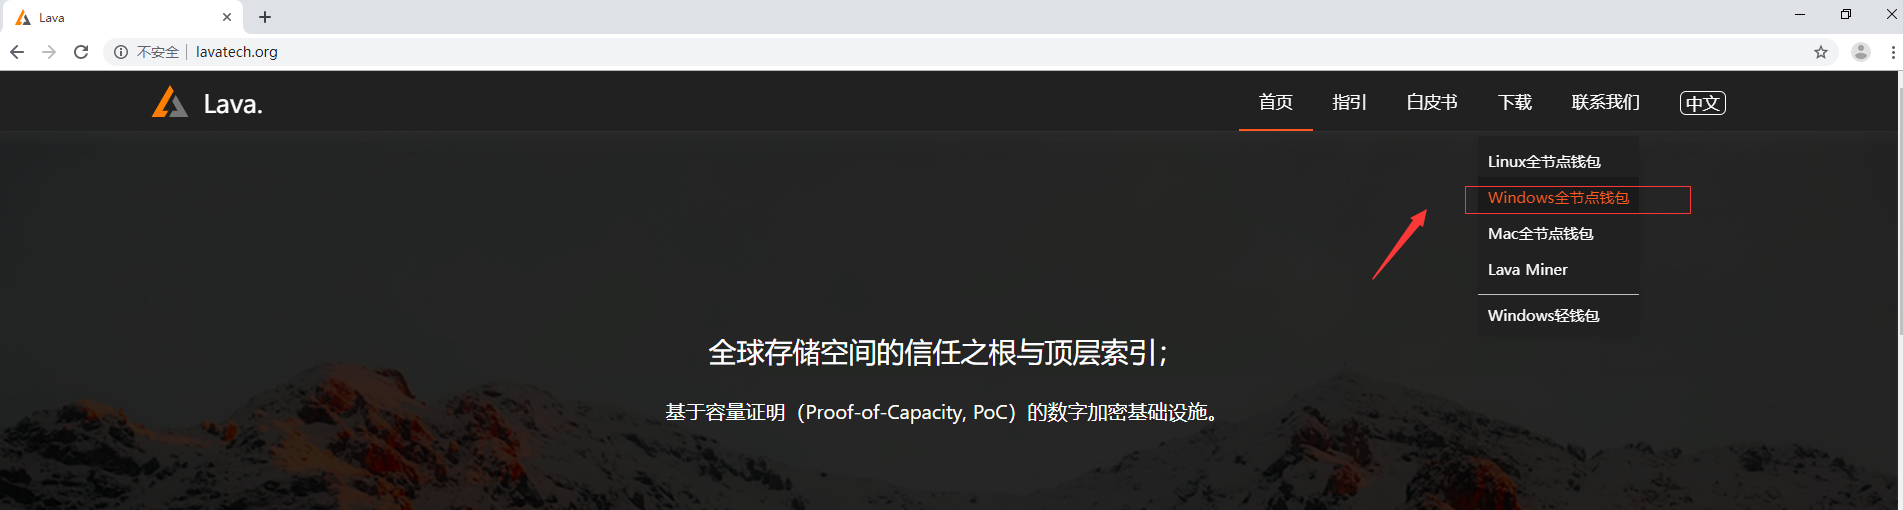 Lava
不安全 lavatech.org
Lava.
首页 指引 白皮书 下载 联系我们 中文
Linux全节点钱包
Windows全节点钱包
Mac全节点钱包
Lava Miner
Windows轻钱包
全球存储空间的信任之根与顶层索引；
基于容量证明（Proof-of-Capacity, PoC）的数字加密基础设施。